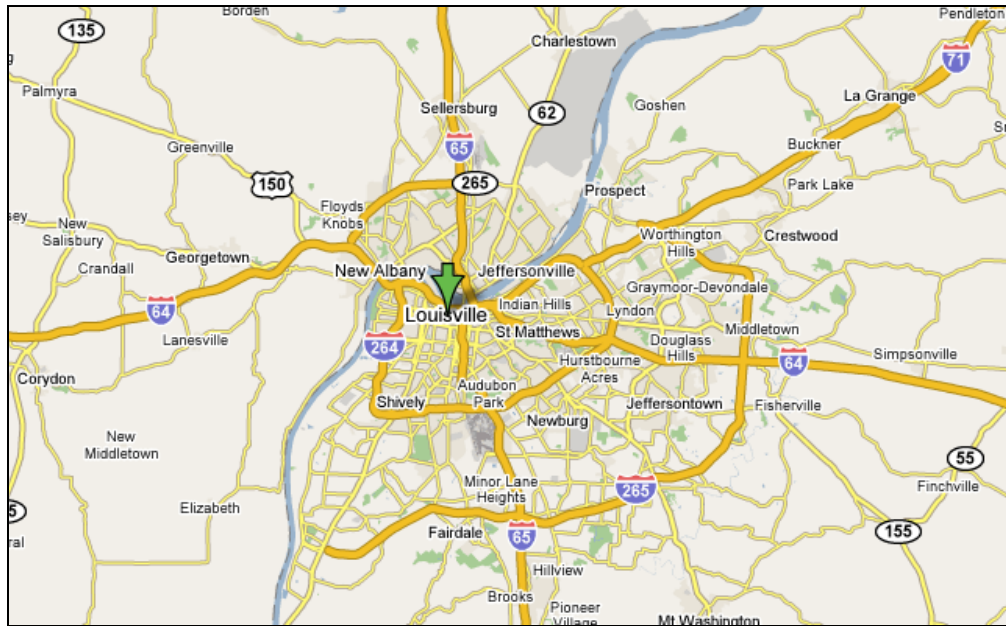 Borden
Pendleton
135
Charlestown
71
Palmyra
La Grange
Sellersburg
62
Goshen
Greenville
65
Buckner
150
265
Prospect
Park Lake
Floyds
Knobs
New
Salisbury
Worthington
Hills
Crestwood
Georgetown
Crandall
New Albany
Jeffersonville
Graymoor-Devondale
64
Indian Hills
Lyndon
Louisville
St Matthews
Middletown
Lanesville
264
Douglass
Hills
64
Simpsonville
Hurstbourne
Acres
Corydon
Audubon
Park
Shively
Jeffersontown
Fisherville
Newburg
New
Middletown
55
Minor Lane
Heights
265
Finchville
Elizabeth
Fairdale
65
155
Hillview
Brooks
Pioneer
Village
Mt Washington